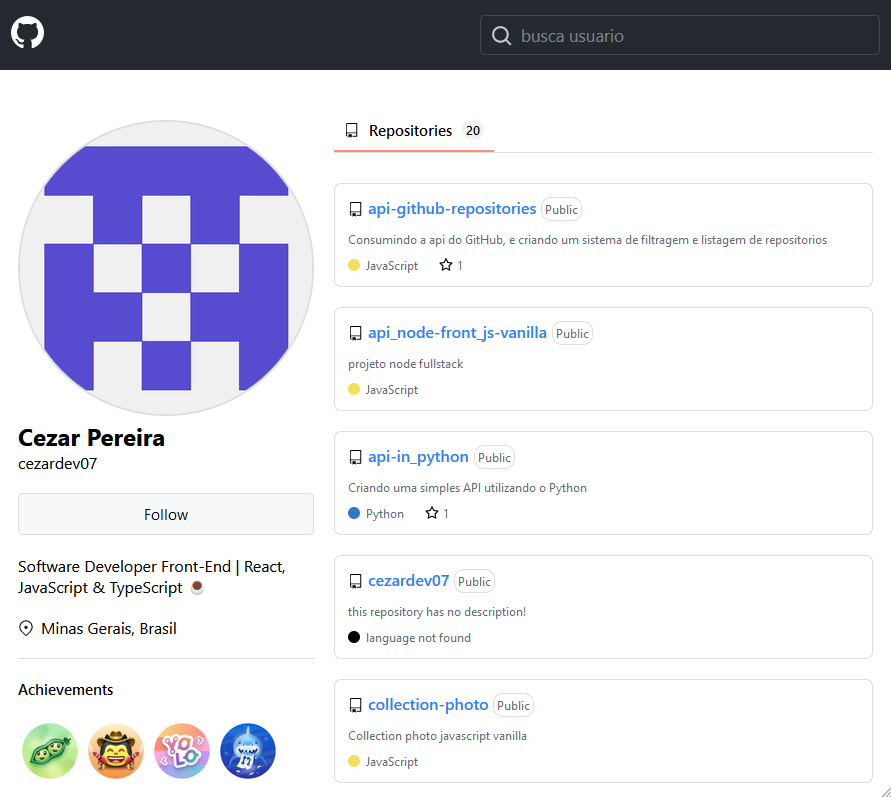 busca usuario
Repositories 20
api-github-repositories Public
Consumindo a api do GitHub, e criando um sistema de filtragem e listagem de repositorios
JavaScript 1
api_node-front_js-vanilla Public
projeto node fullstack
JavaScript
api-in_python Public
Criando uma simples API utilizando o Python
Python 1
cezardev07 Public
this repository has no description!
language not found
collection-photo Public
Collection photo javascript vanilla
JavaScript
Cezar Pereira
cezardev07
Follow
Software Developer Front-End | React,
JavaScript & TypeScript ☕
Minas Gerais, Brasil
Achievements
YOLO